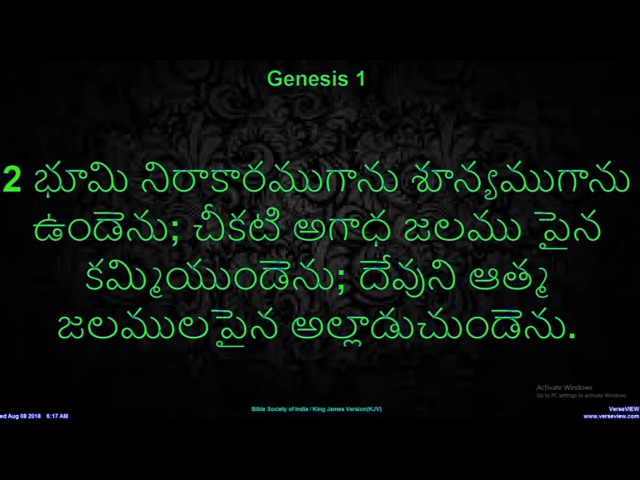 Genesis 1
2 భూమి నిరాకారముగాను శూన్యముగాను
ఉండెను; చీకటి అగాధ జలము పైన
కమ్మియుండెను; దేవుని ఆత్మ
జలములపైన అల్లాడుచుండెను.
Activate Windows
Go to PC settings to activate Windows.
Bible Society of India / King James Version(KJV)
VerseVIEW
ed Aug 08 2018 6:17 AM
www.verseview.com